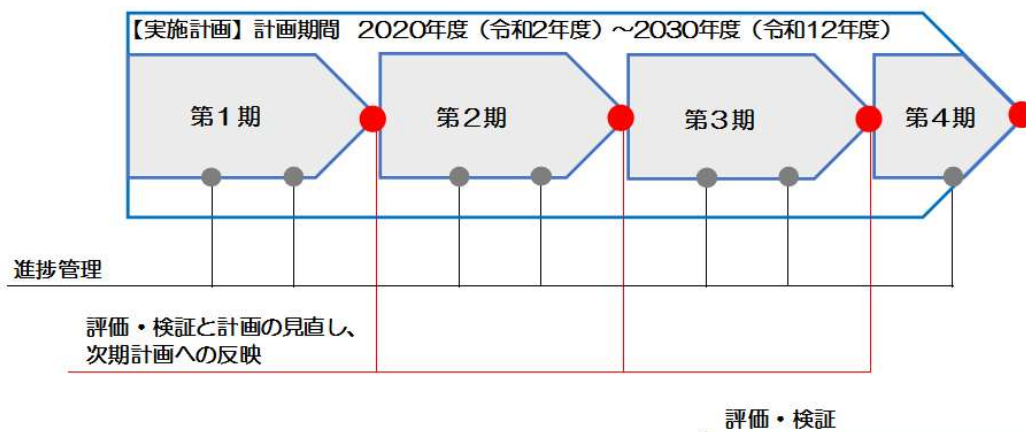 【実施計画】計画期間 2020年度（令和2年度）～2030年度（令和12年度）
第1期
第2期
第3期
第4期
進捗管理
評価・検証と計画の見直し、
次期計画への反映
評価・検証